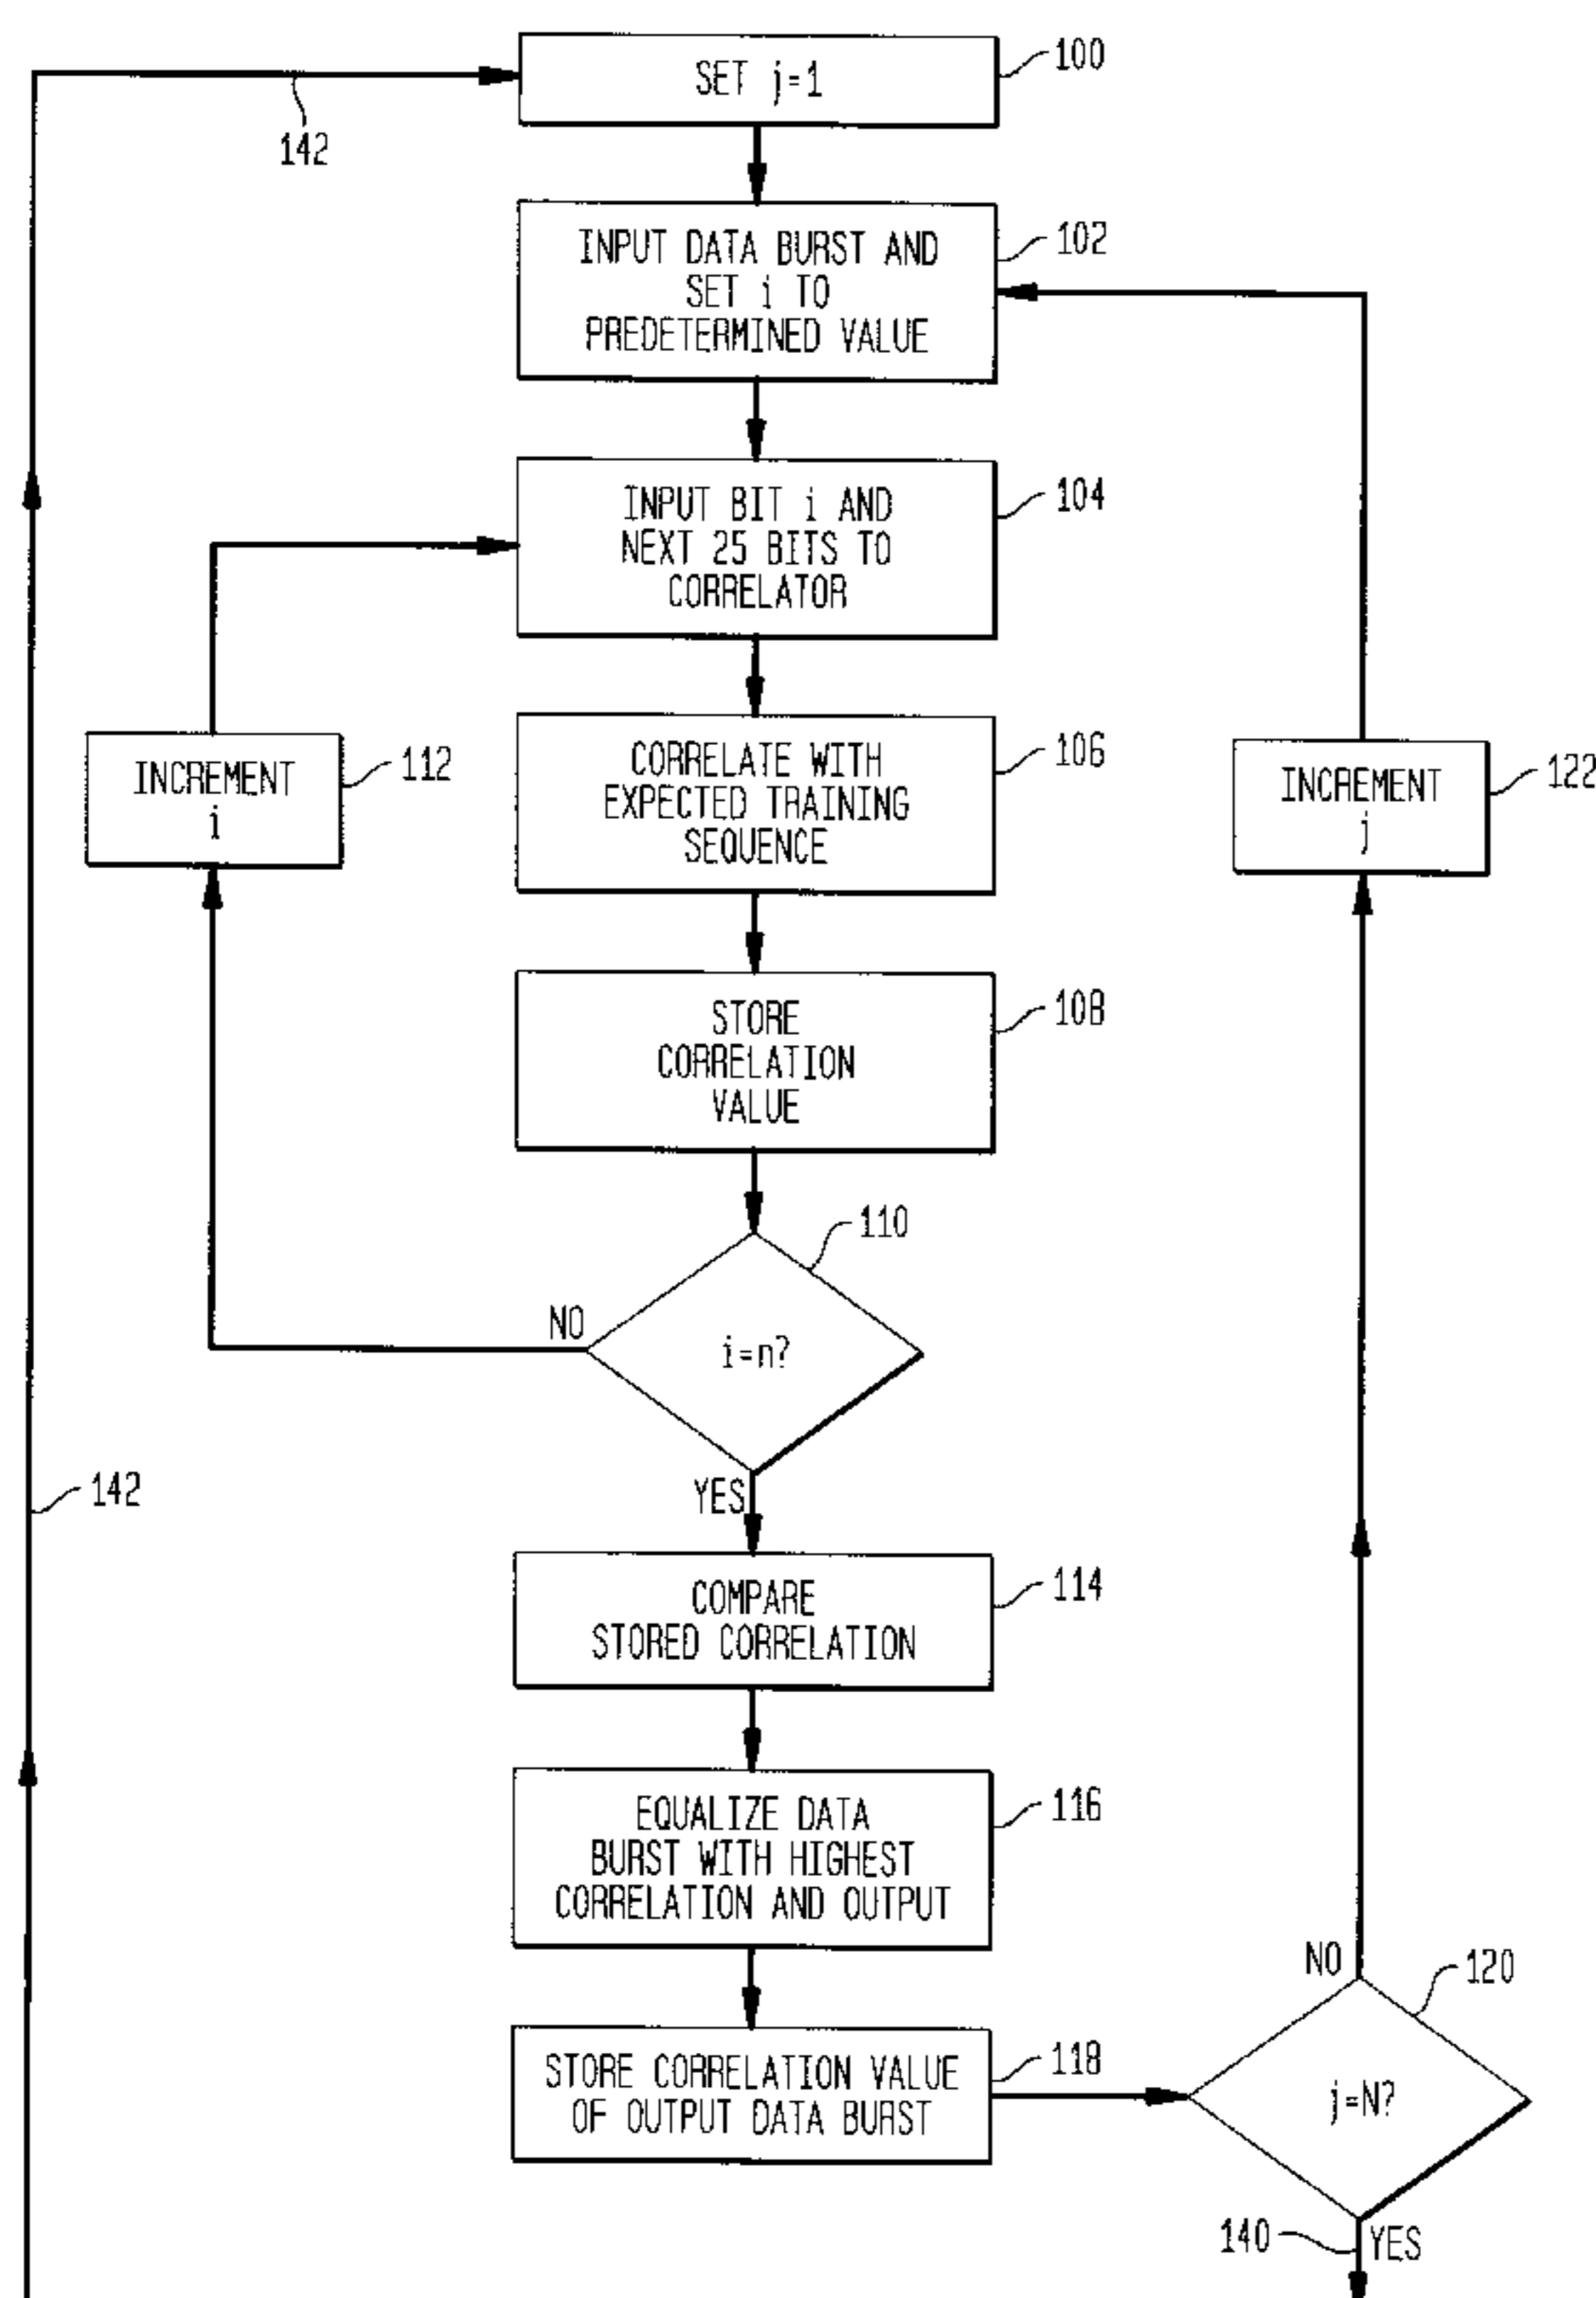 SET j=1
100
142
INPUT DATA BURST AND
SET i TO
PREDETERMINED VALUE
102
INPUT BIT i AND
NEXT 25 BITS TO
CORRELATOR
104
INCREMENT
i
112
CORRELATE WITH
EXPECTED TRAINING
SEQUENCE
106
INCREMENT
j
122
STORE
CORRELATION
VALUE
108
110
NO
i=n?
YES
142
COMPARE
STORED CORRELATION
114
EQUALIZE DATA
BURST WITH HIGHEST
CORRELATION AND OUTPUT
116
NO
120
STORE CORRELATION VALUE
OF OUTPUT DATA BURST
118
j=N?
140
YES